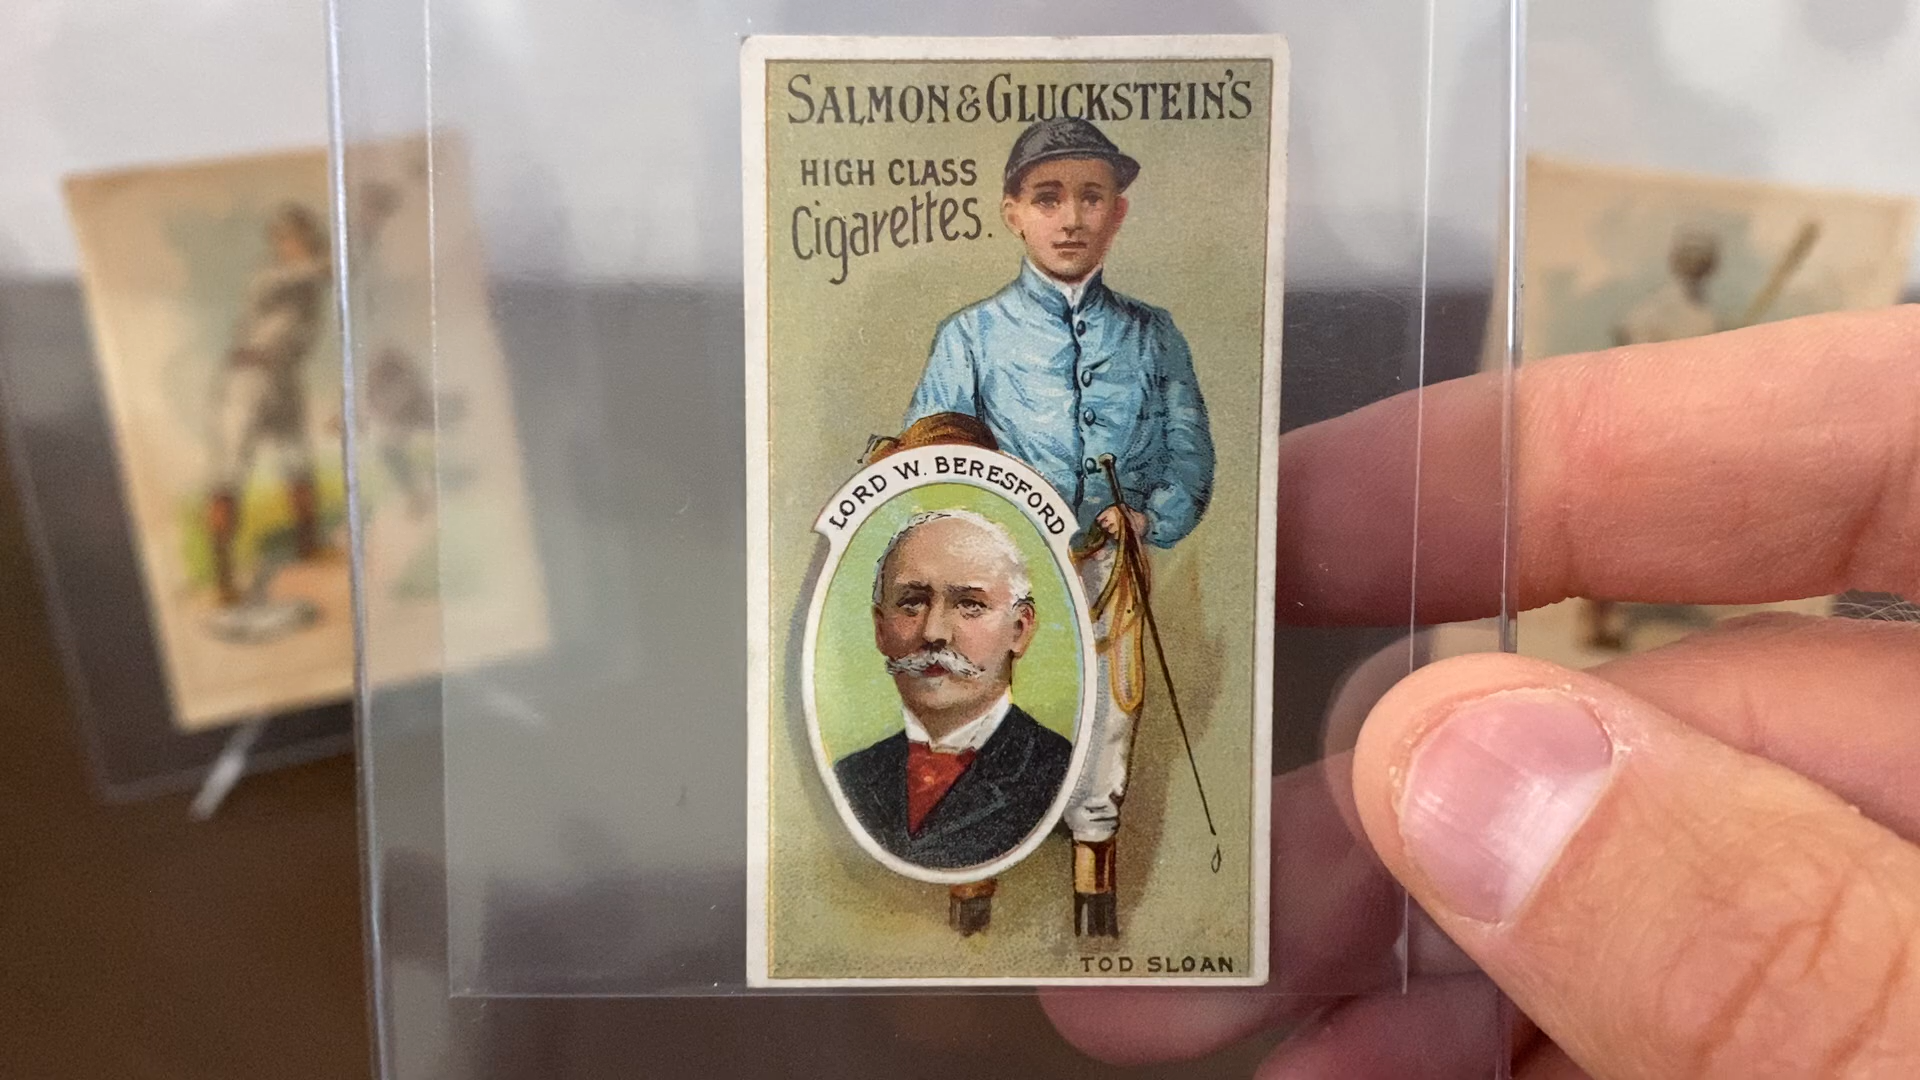 SALMON & GLUCKSTEIN'S
HIGH CLASS
Cigarettes.
LORD W. BERESFORD
TOD SLOAN